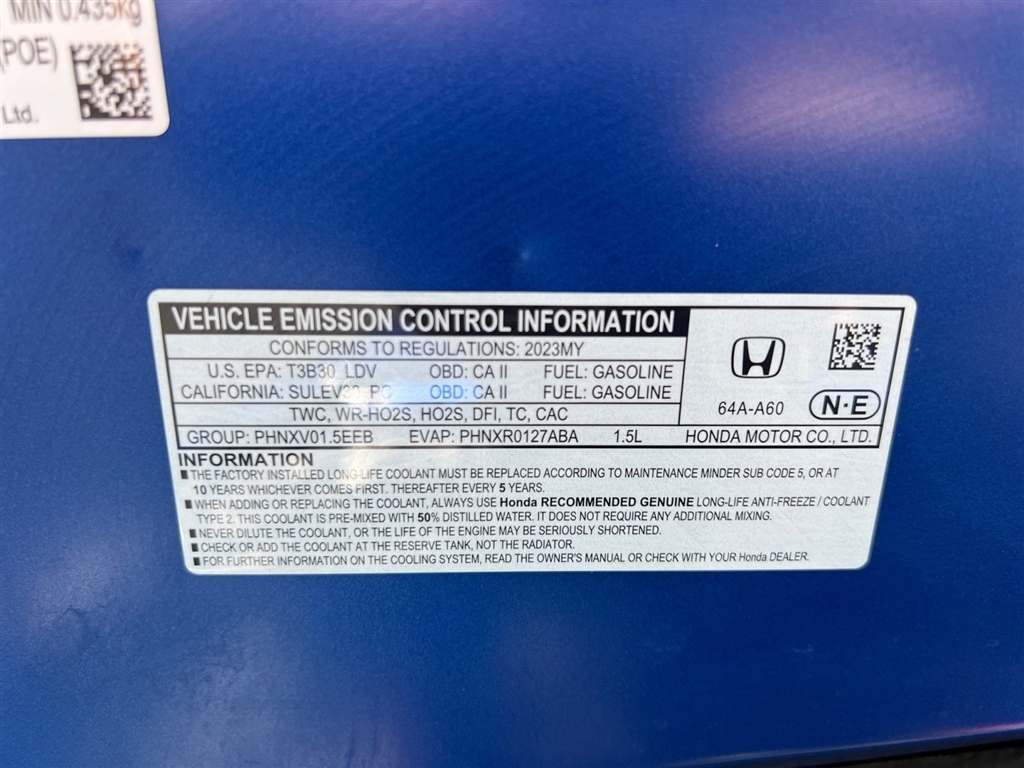 MIN 0.435kg
(POE)
Ltd.
VEHICLE EMISSION CONTROL INFORMATION
CONFORMS TO REGULATIONS: 2023MY
U.S. EPA: T3B30 LDV OBD: CA II FUEL: GASOLINE
CALIFORNIA: SULEV30 PC OBD: CA II FUEL: GASOLINE
TWC, WR-HO2S, HO2S, DFI, TC, CAC
64A-A60 N·E
GROUP: PHNXV01.5EEB EVAP: PHNXR0127ABA 1.5L HONDA MOTOR CO., LTD.
INFORMATION
■ THE FACTORY INSTALLED LONG-LIFE COOLANT MUST BE REPLACED ACCORDING TO MAINTENANCE MINDER SUB CODE 5, OR AT
10 YEARS WHICHEVER COMES FIRST. THEREAFTER EVERY 5 YEARS.
■ WHEN ADDING OR REPLACING THE COOLANT, ALWAYS USE Honda RECOMMENDED GENUINE LONG-LIFE ANTI-FREEZE / COOLANT
TYPE 2. THIS COOLANT IS PRE-MIXED WITH 50% DISTILLED WATER. IT DOES NOT REQUIRE ANY ADDITIONAL MIXING.
■ NEVER DILUTE THE COOLANT, OR THE LIFE OF THE ENGINE MAY BE SERIOUSLY SHORTENED.
■ CHECK OR ADD THE COOLANT AT THE RESERVE TANK, NOT THE RADIATOR.
■ FOR FURTHER INFORMATION ON THE COOLING SYSTEM, READ THE OWNER'S MANUAL OR CHECK WITH YOUR Honda DEALER.